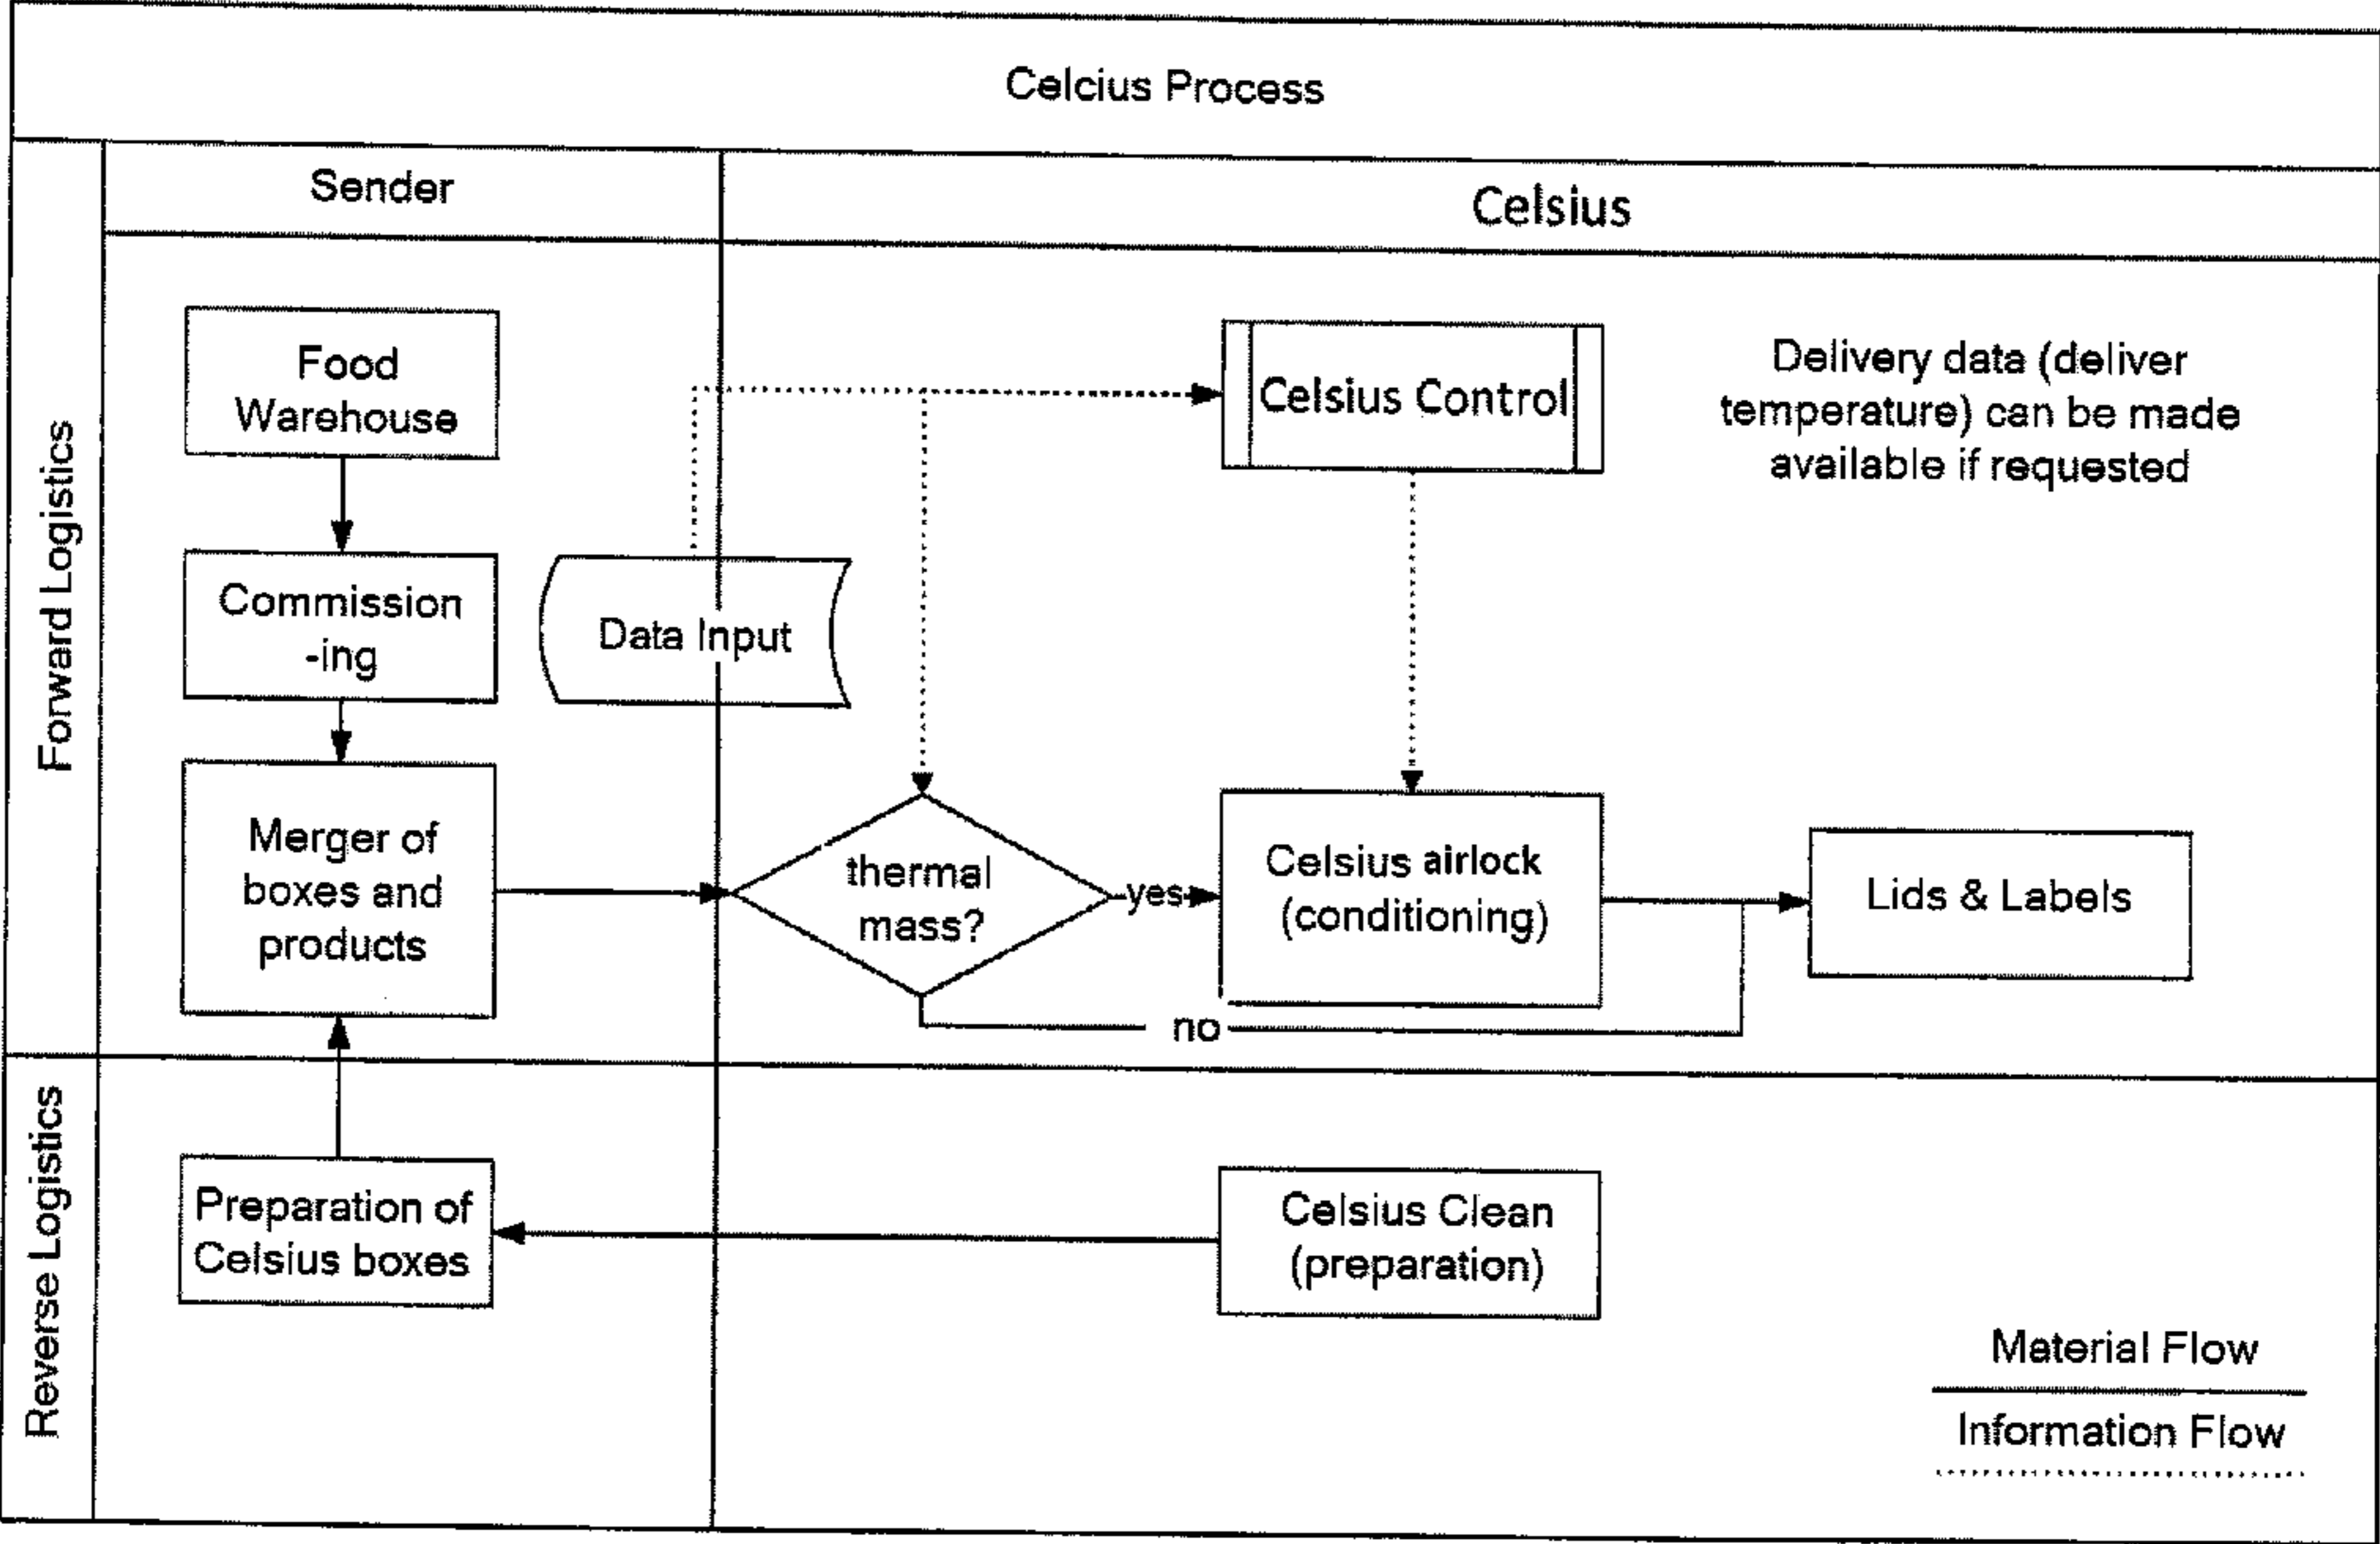 Celcius Process
Sender
Celsius
Forward Logistics
Food
Warehouse
Celsius Control
Delivery data (deliver
temperature) can be made
available if requested
Commission
-ing
Data Input
Merger of
boxes and
products
thermal
mass?
yes
Celsius airlock
(conditioning)
Lids & Labels
no
Reverse Logistics
Preparation of
Celsius boxes
Celsius Clean
(preparation)
Material Flow
Information Flow